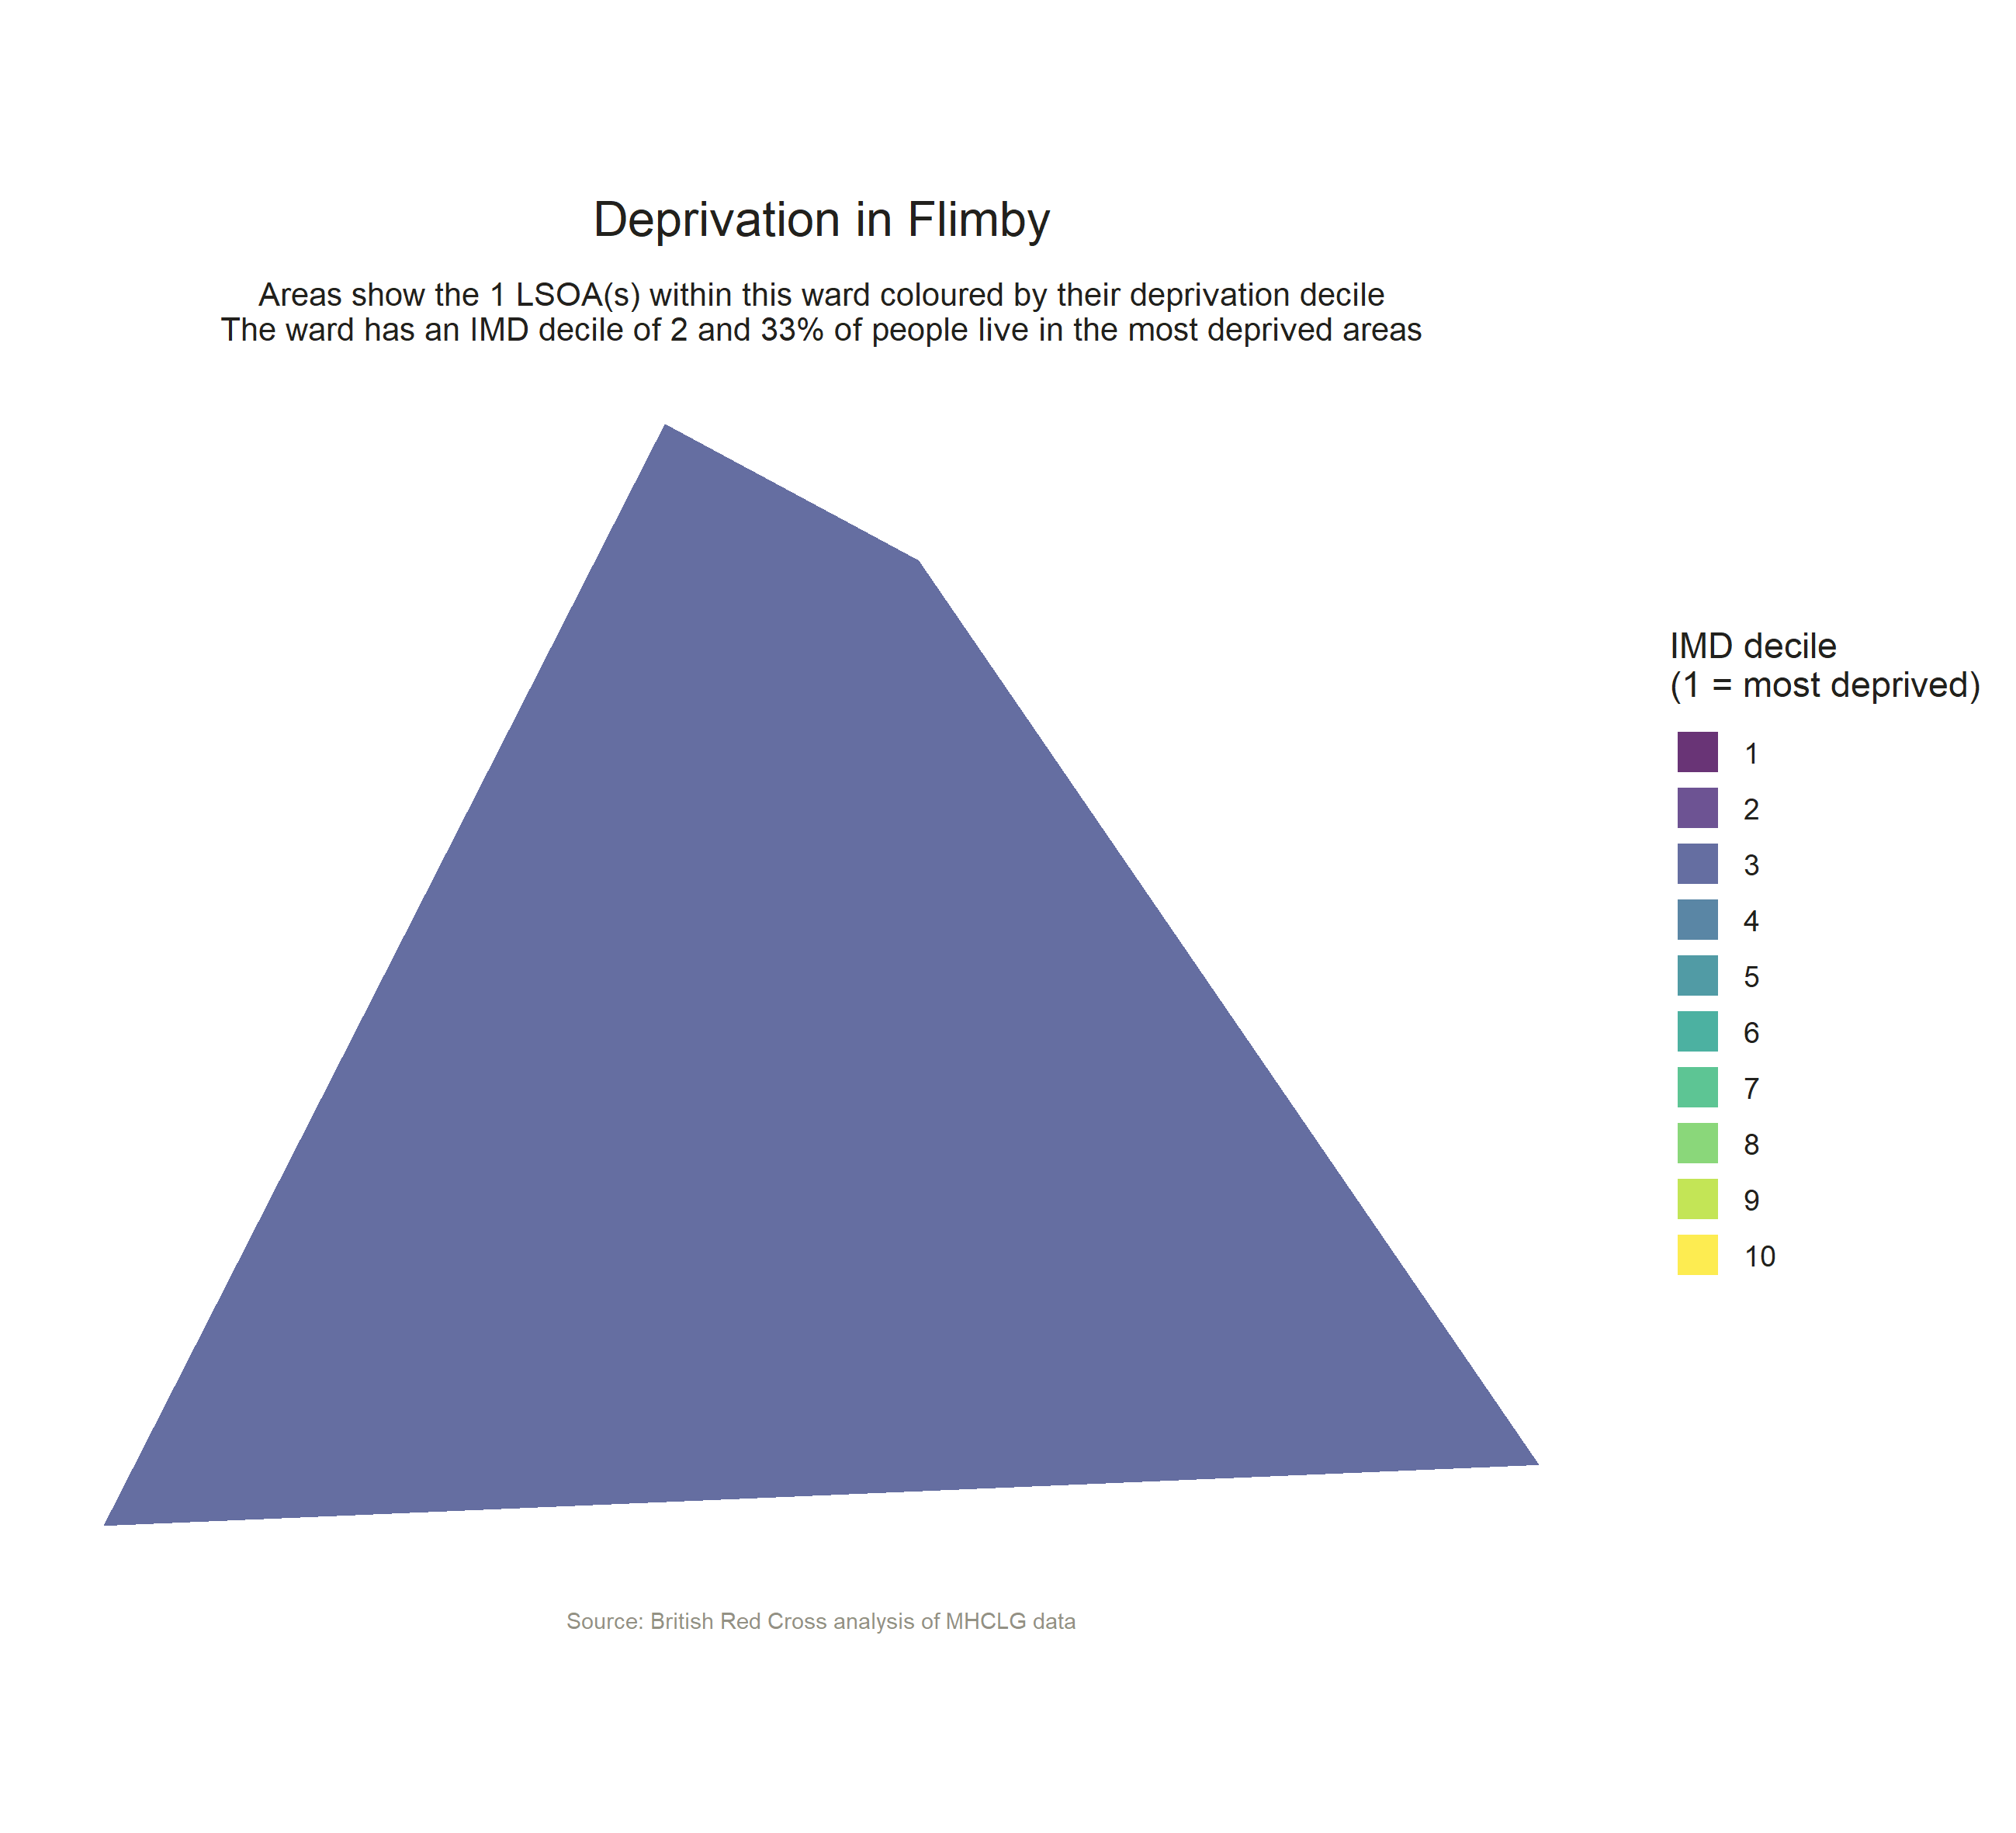 Deprivation in Flimby
Areas show the 1 LSOA(s) within this ward coloured by their deprivation decile
The ward has an IMD decile of 2 and 33% of people live in the most deprived areas
IMD decile
(1 = most deprived)
1
2
3
4
5
6
7
8
9
10
Source: British Red Cross analysis of MHCLG data